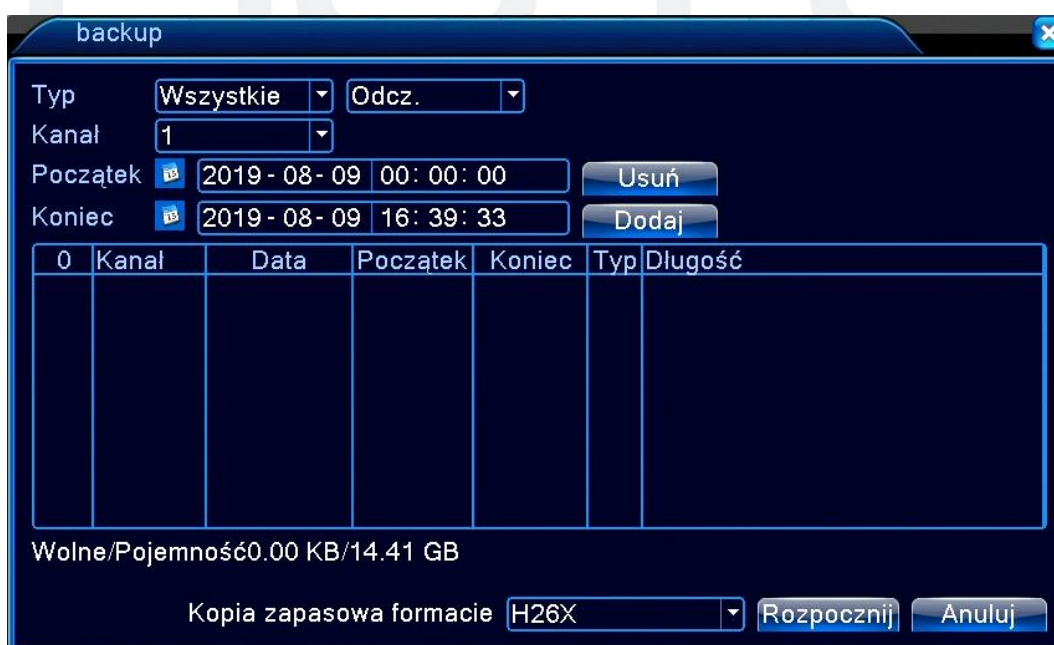 backup
Typ Wszystkie Odcz.
Kanał 1
Początek 2019-08-09 00:00:00 Usuń
Koniec 2019-08-09 16:39:33 Dodaj
0 Kanał Data Początek Koniec Typ Długość
Wolne/Pojemność0.00 KB/14.41 GB
Kopia zapasowa formacie H26X Rozpocznij Anuluj